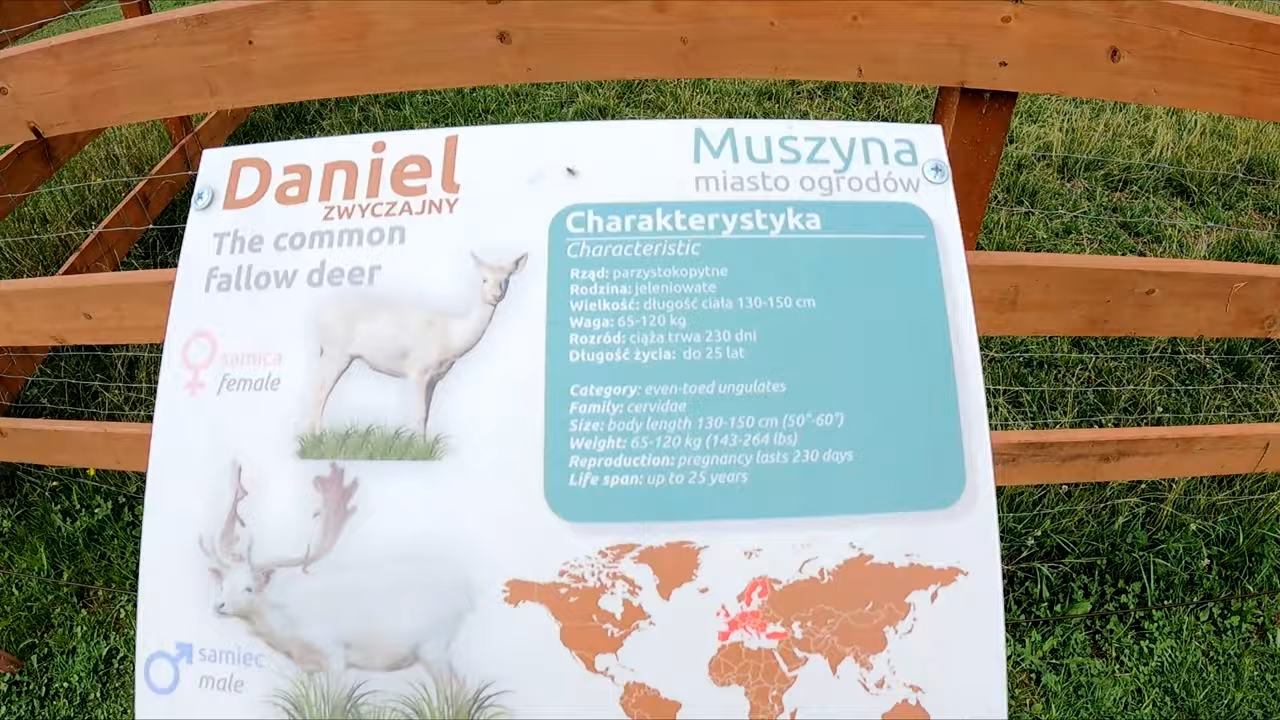 Daniel
ZWYCZAJNY
The common
fallow deer
samica
female
samiec
male
Muszyna
miasto ogrodów
Charakterystyka
Characteristic
Rząd: parzystokopytne
Rodzina: jeleniowate
Wielkość: długość ciała 130-150 cm
Waga: 65-120 kg
Rozród: ciąża trwa 230 dni
Długość życia: do 25 lat
Category: even-toed ungulates
Family: cervidae
Size: body length 130-150 cm (50"-60")
Weight: 65-120 kg (143-264 lbs)
Reproduction: pregnancy lasts 230 days
Life span: up to 25 years